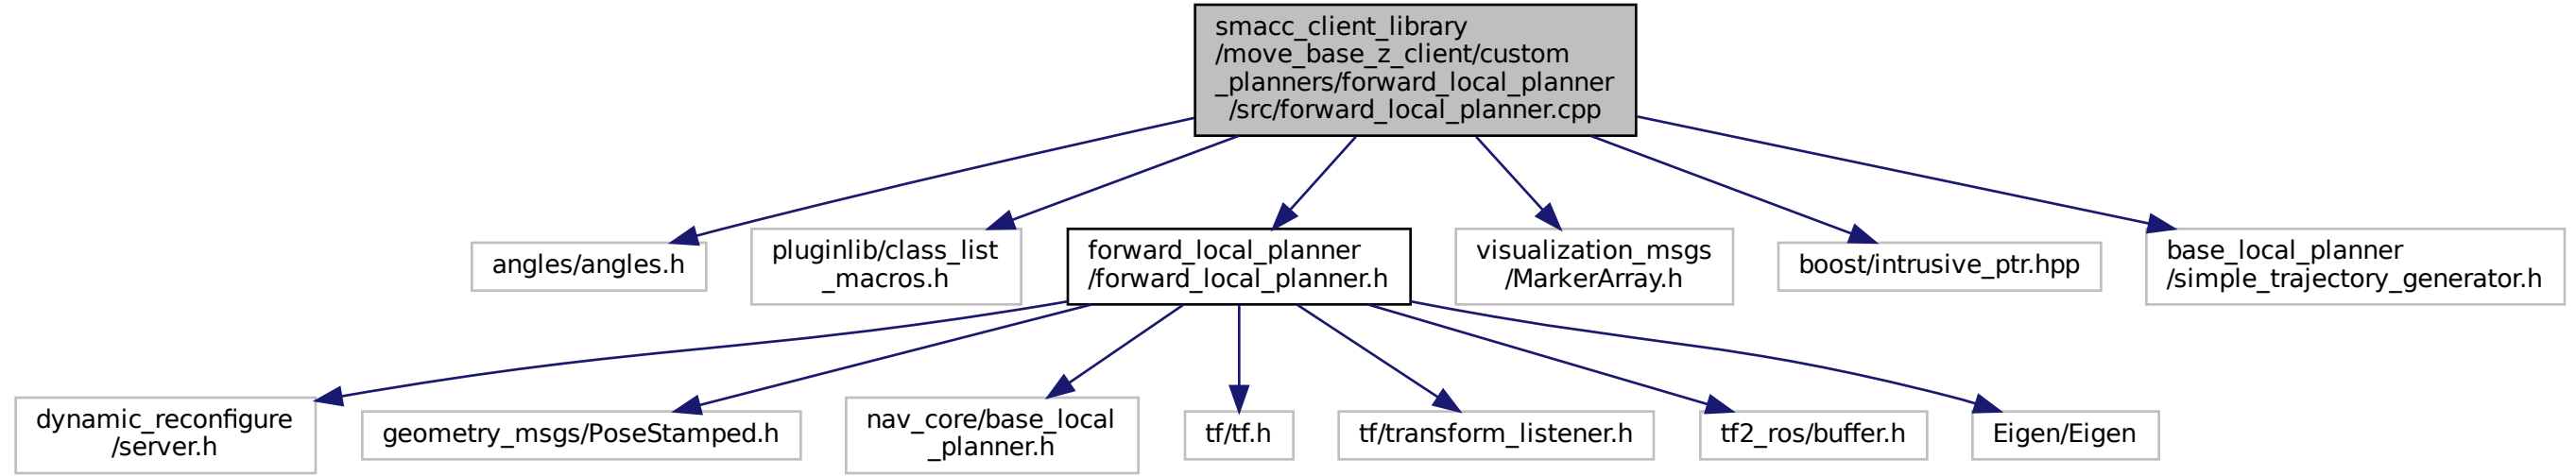 smacc_client_library
/move_base_z_client/custom
_planners/forward_local_planner
/src/forward_local_planner.cpp
angles/angles.h
pluginlib/class_list
_macros.h
forward_local_planner
/forward_local_planner.h
visualization_msgs
/MarkerArray.h
boost/intrusive_ptr.hpp
base_local_planner
/simple_trajectory_generator.h
dynamic_reconfigure
/server.h
geometry_msgs/PoseStamped.h
nav_core/base_local
_planner.h
tf/tf.h
tf/transform_listener.h
tf2_ros/buffer.h
Eigen/Eigen